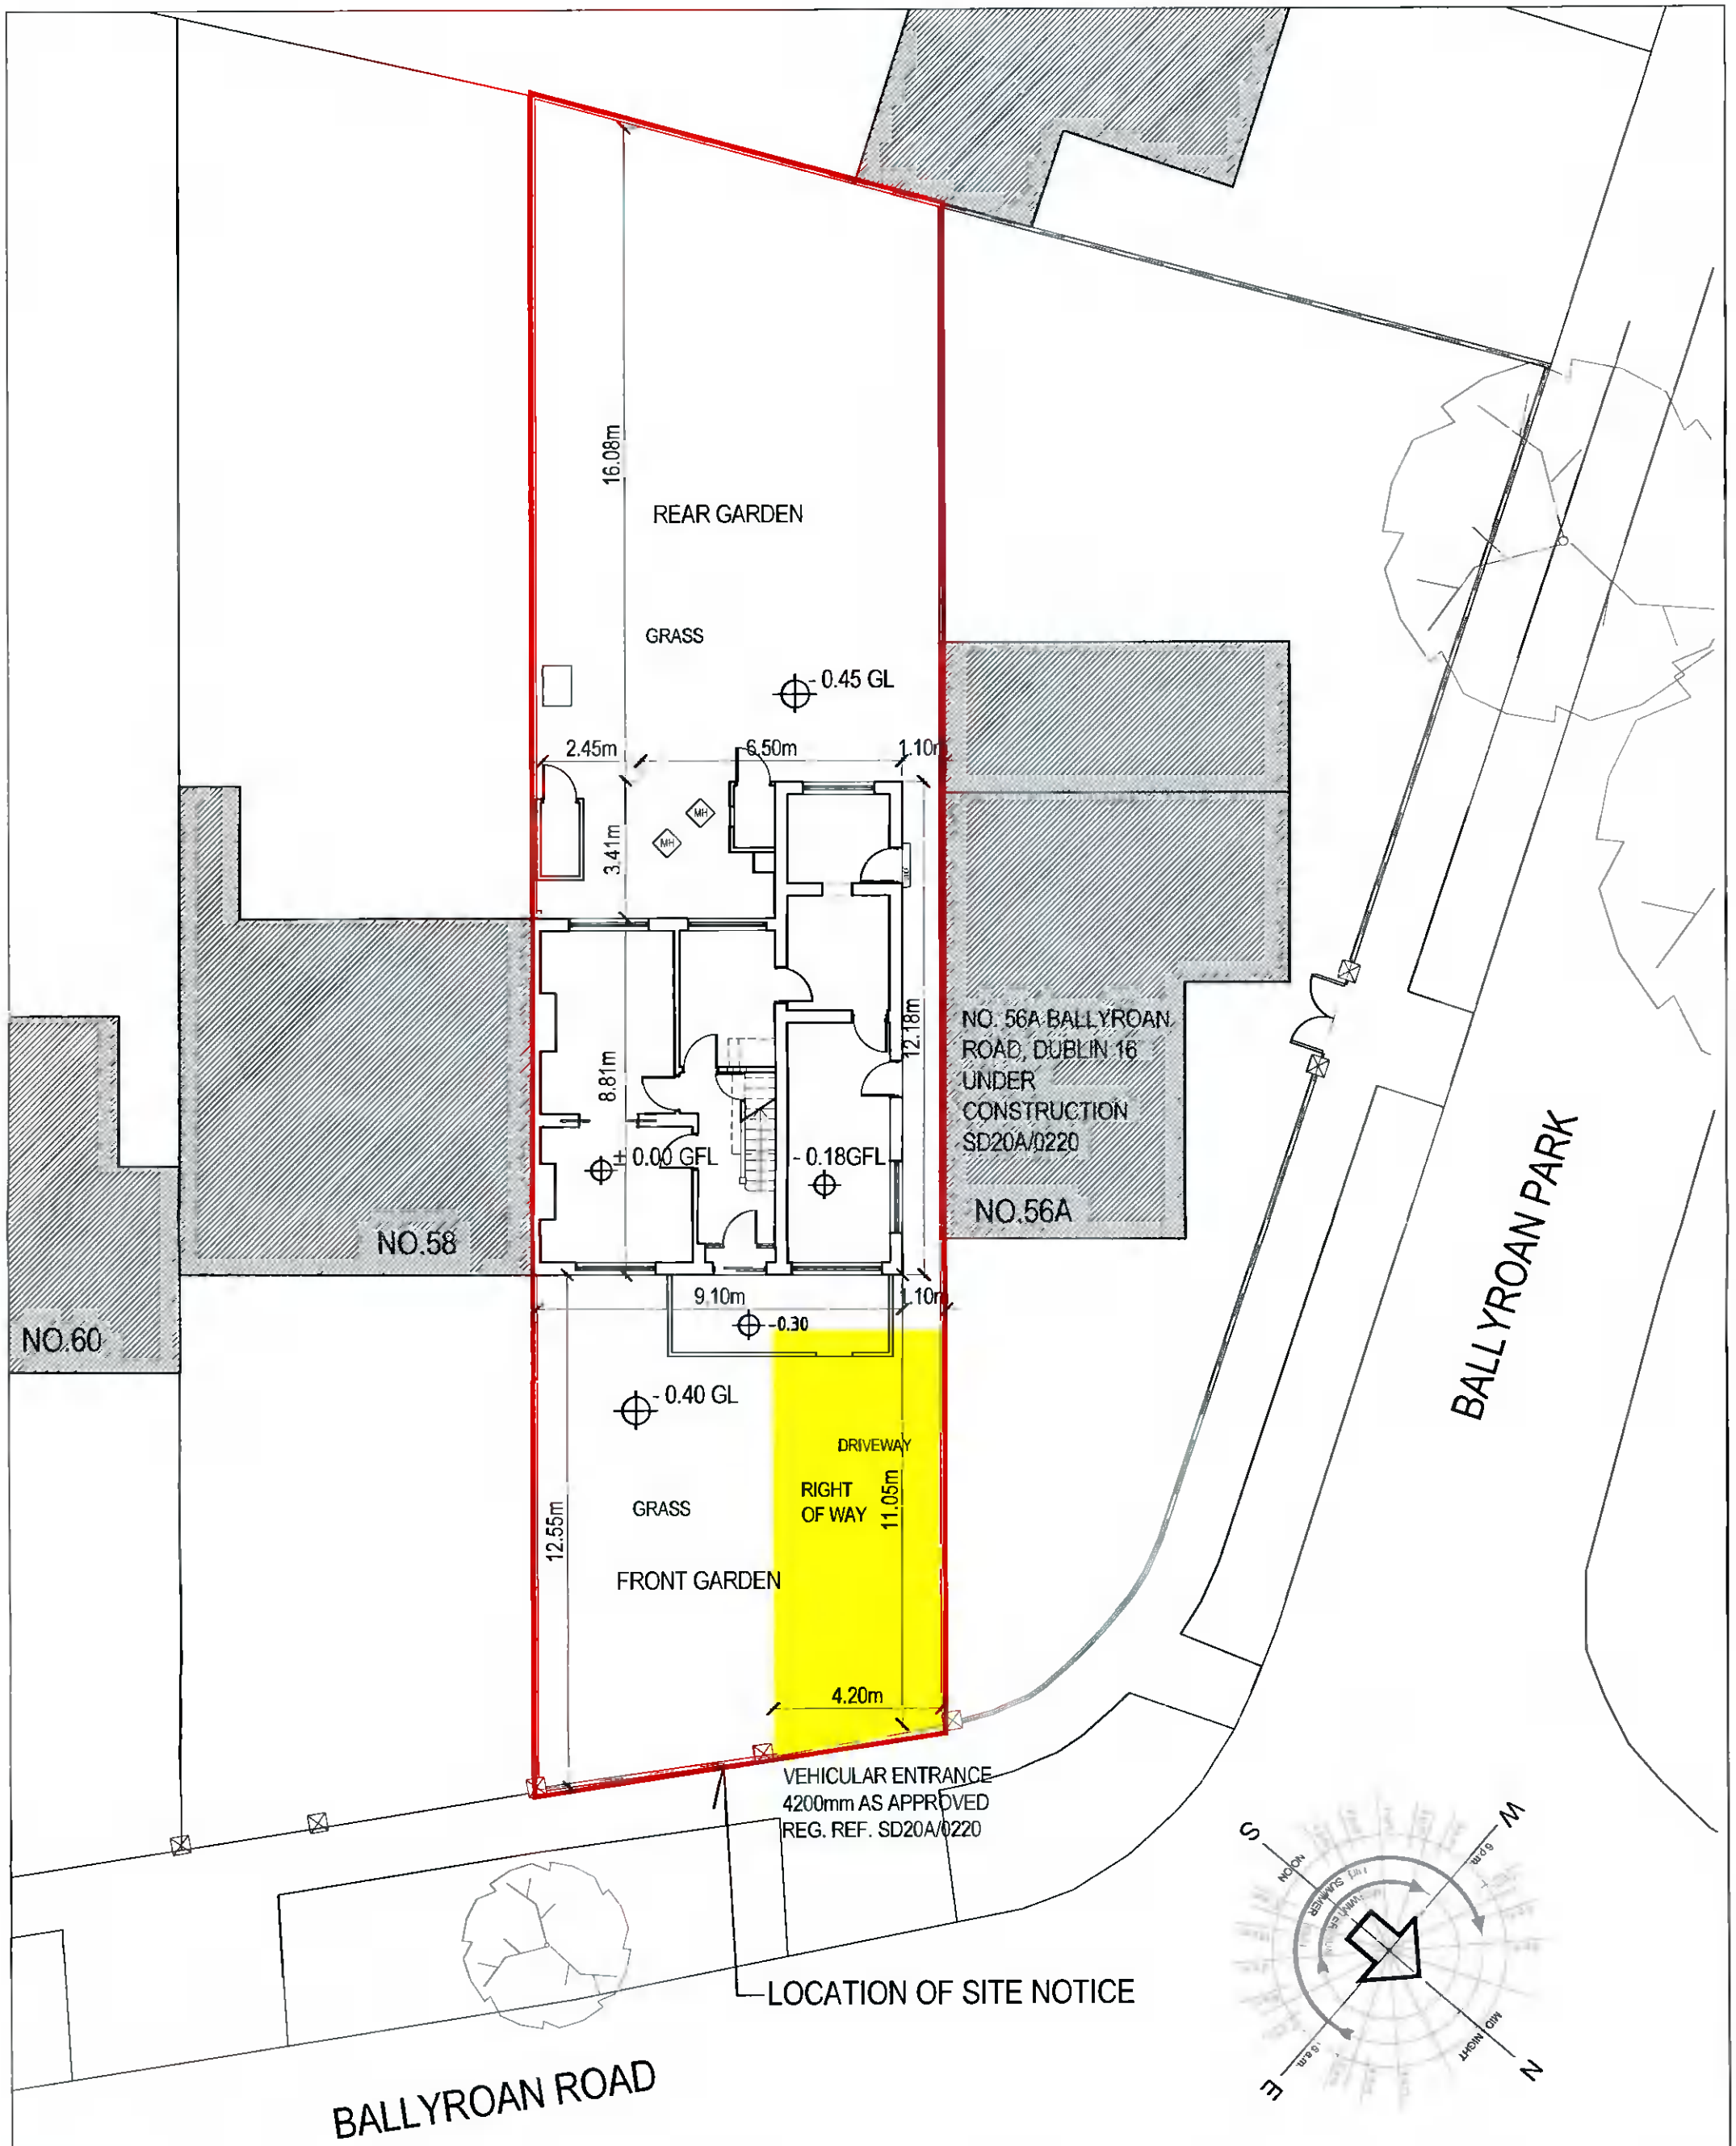 16.08m
REAR GARDEN
GRASS
- 0.45 GL
2.45m
6.50m
1.10m
MH
MH
3.41m
8.81m
12.18m
NO. 56A BALLYROAN
ROAD, DUBLIN 16
UNDER
CONSTRUCTION
SD20A/0220
± 0.00 GFL
- 0.18GFL
NO.56A
NO.58
NO.60
BALLYROAN PARK
9.10m
1.10m
-0.30
- 0.40 GL
DRIVEWAY
RIGHT
OF WAY
11.05m
12.55m
GRASS
FRONT GARDEN
4.20m
VEHICULAR ENTRANCE
4200mm AS APPROVED
REG. REF. SD20A/0220
LOCATION OF SITE NOTICE
BALLYROAN ROAD
S
W
NOON
6 p.m.
SUMMER
WINTER
MID NIGHT
6 a.m.
E
N